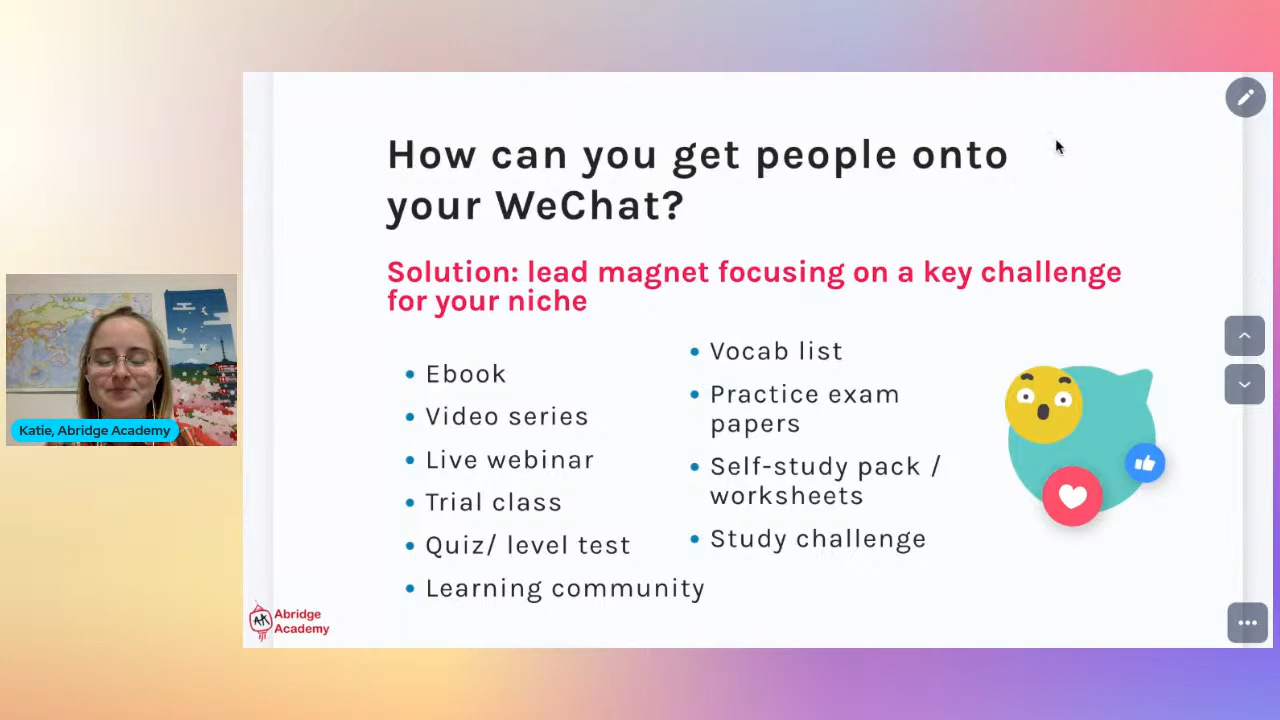 How can you get people onto
your WeChat?
Solution: lead magnet focusing on a key challenge
for your niche
• Ebook
• Video series
• Live webinar
• Trial class
• Quiz/ level test
• Learning community
• Vocab list
• Practice exam
papers
• Self-study pack /
worksheets
• Study challenge
Katie, Abridge Academy
AK
Abridge
Academy